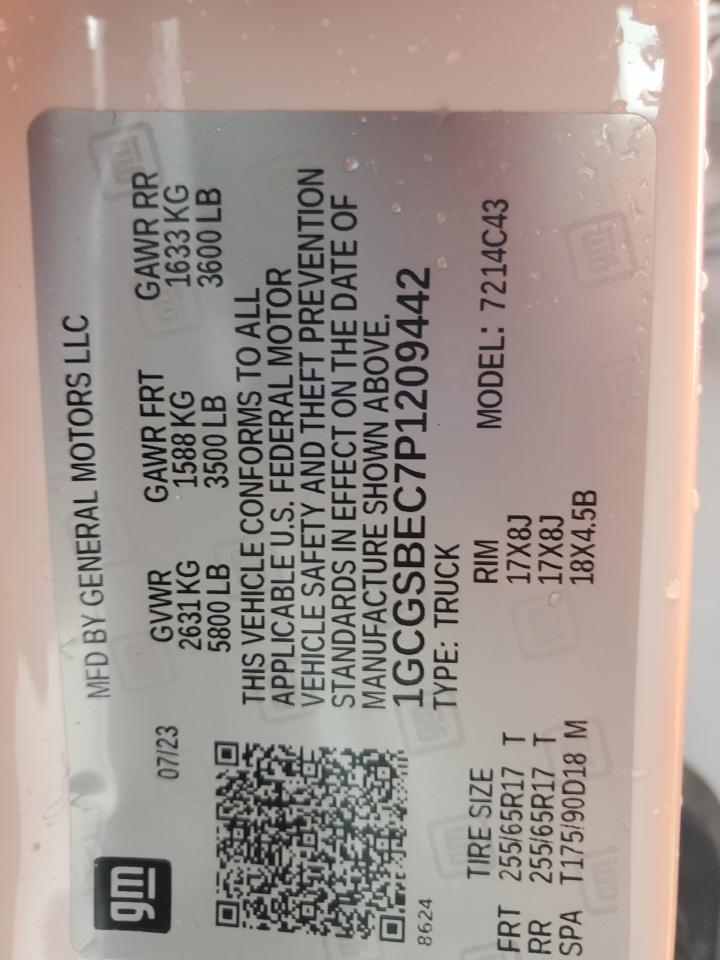 gm
MFD BY GENERAL MOTORS LLC
07/23
GVWR GAWR FRT GAWR RR
2631 KG 1588 KG 1633 KG
5800 LB 3500 LB 3600 LB
THIS VEHICLE CONFORMS TO ALL
APPLICABLE U.S. FEDERAL MOTOR
VEHICLE SAFETY AND THEFT PREVENTION
STANDARDS IN EFFECT ON THE DATE OF
MANUFACTURE SHOWN ABOVE.
1GCGSBEC7P1209442
8624
TYPE: TRUCK
TIRE SIZE RIM MODEL: 7214C43
FRT 255/65R17 T 17X8J
RR 255/65R17 T 17X8J
SPA T175/90D18 M 18X4.5B